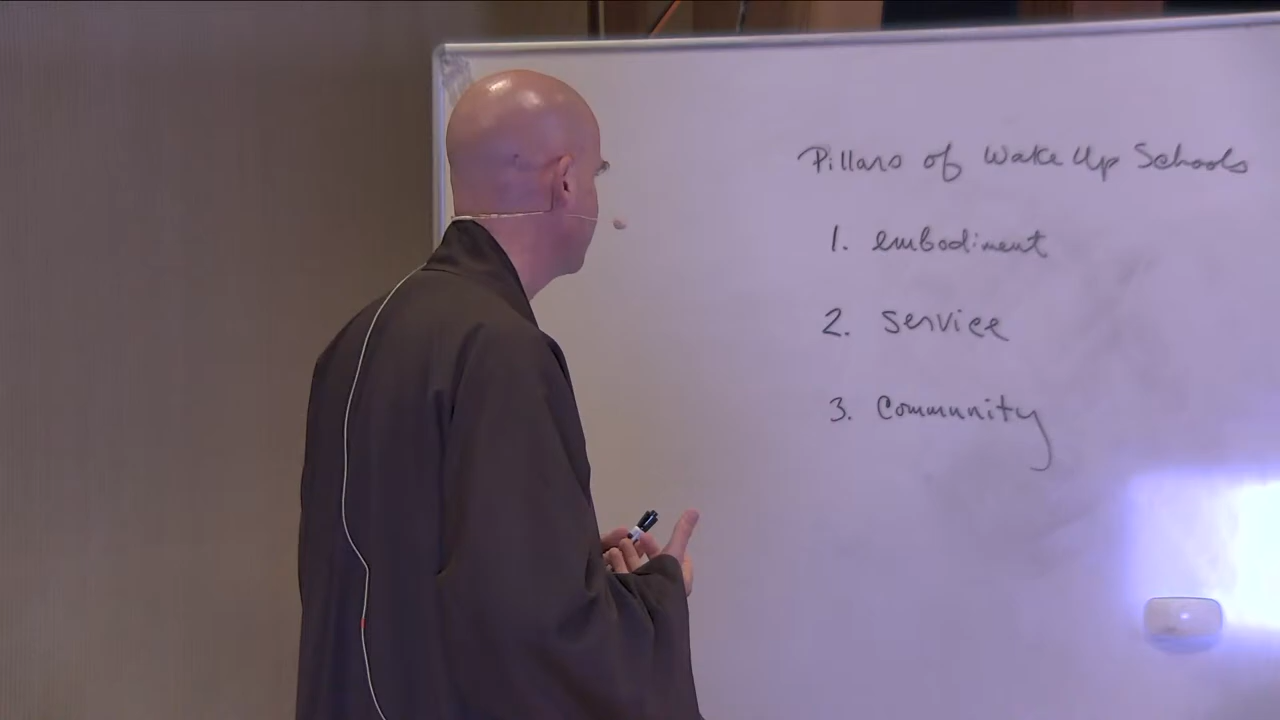 Pillars of Wake Up Schools
1. embodiment
2. service
3. Community